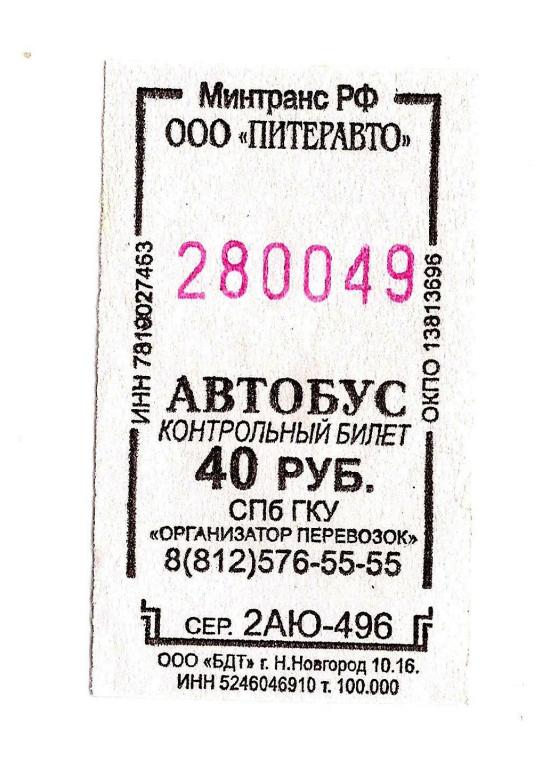 Минтранс РФ
ООО «ПИТЕРАВТО»
280049
ИНН 7819027463
ОКПО 13813696
АВТОБУС
КОНТРОЛЬНЫЙ БИЛЕТ
40 РУБ.
СПб ГКУ
«ОРГАНИЗАТОР ПЕРЕВОЗОК»
8(812)576-55-55
СЕР. 2АЮ-496
ООО «БДТ» г. Н.Новгород 10.16.
ИНН 5246046910 т. 100.000